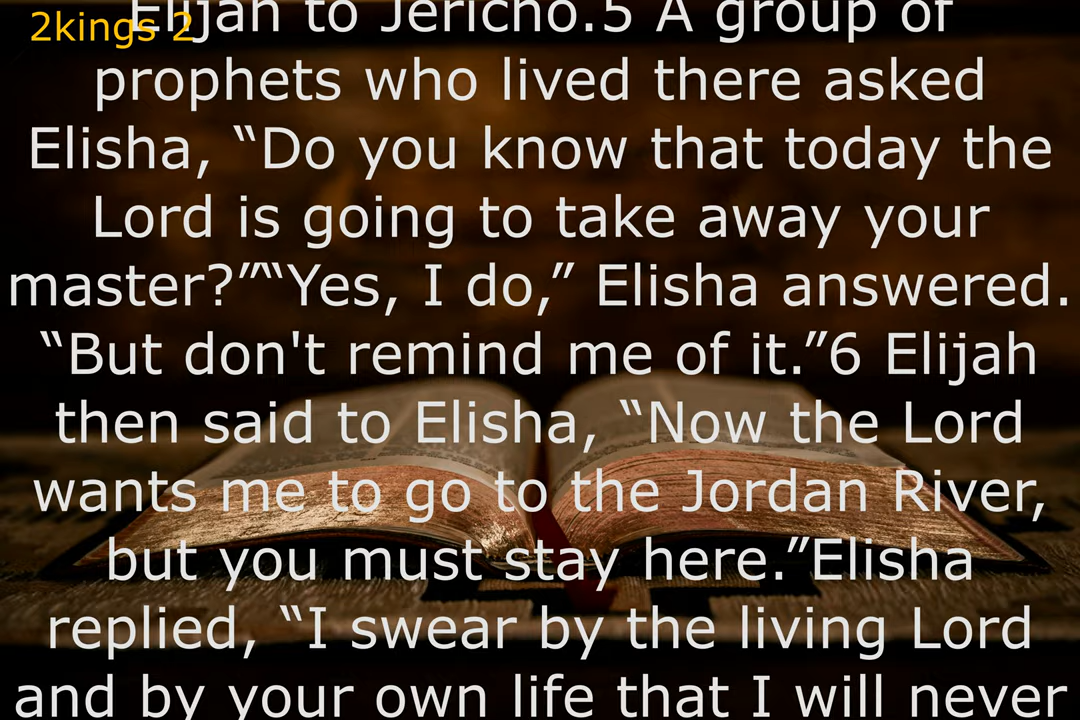 2kings 2
Elijah to Jericho.5 A group of
prophets who lived there asked
Elisha, “Do you know that today the
Lord is going to take away your
master?”“Yes, I do,” Elisha answered.
“But don't remind me of it.”6 Elijah
then said to Elisha, “Now the Lord
wants me to go to the Jordan River,
but you must stay here.”Elisha
replied, “I swear by the living Lord
and by your own life that I will never